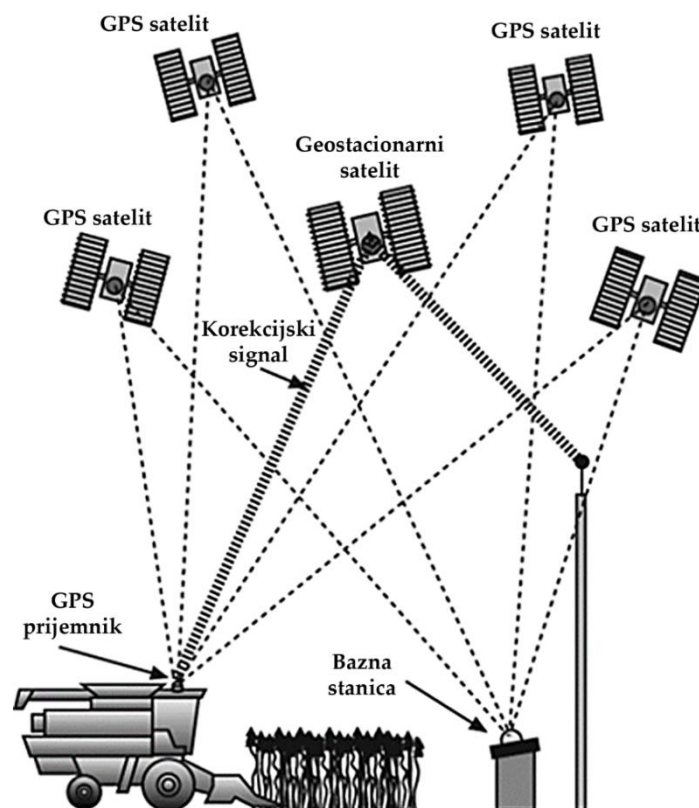 GPS satelit
GPS satelit
Geostacionarni
satelit
GPS satelit
GPS satelit
Korekcijski
signal
GPS
prijemnik
Bazna
stanica